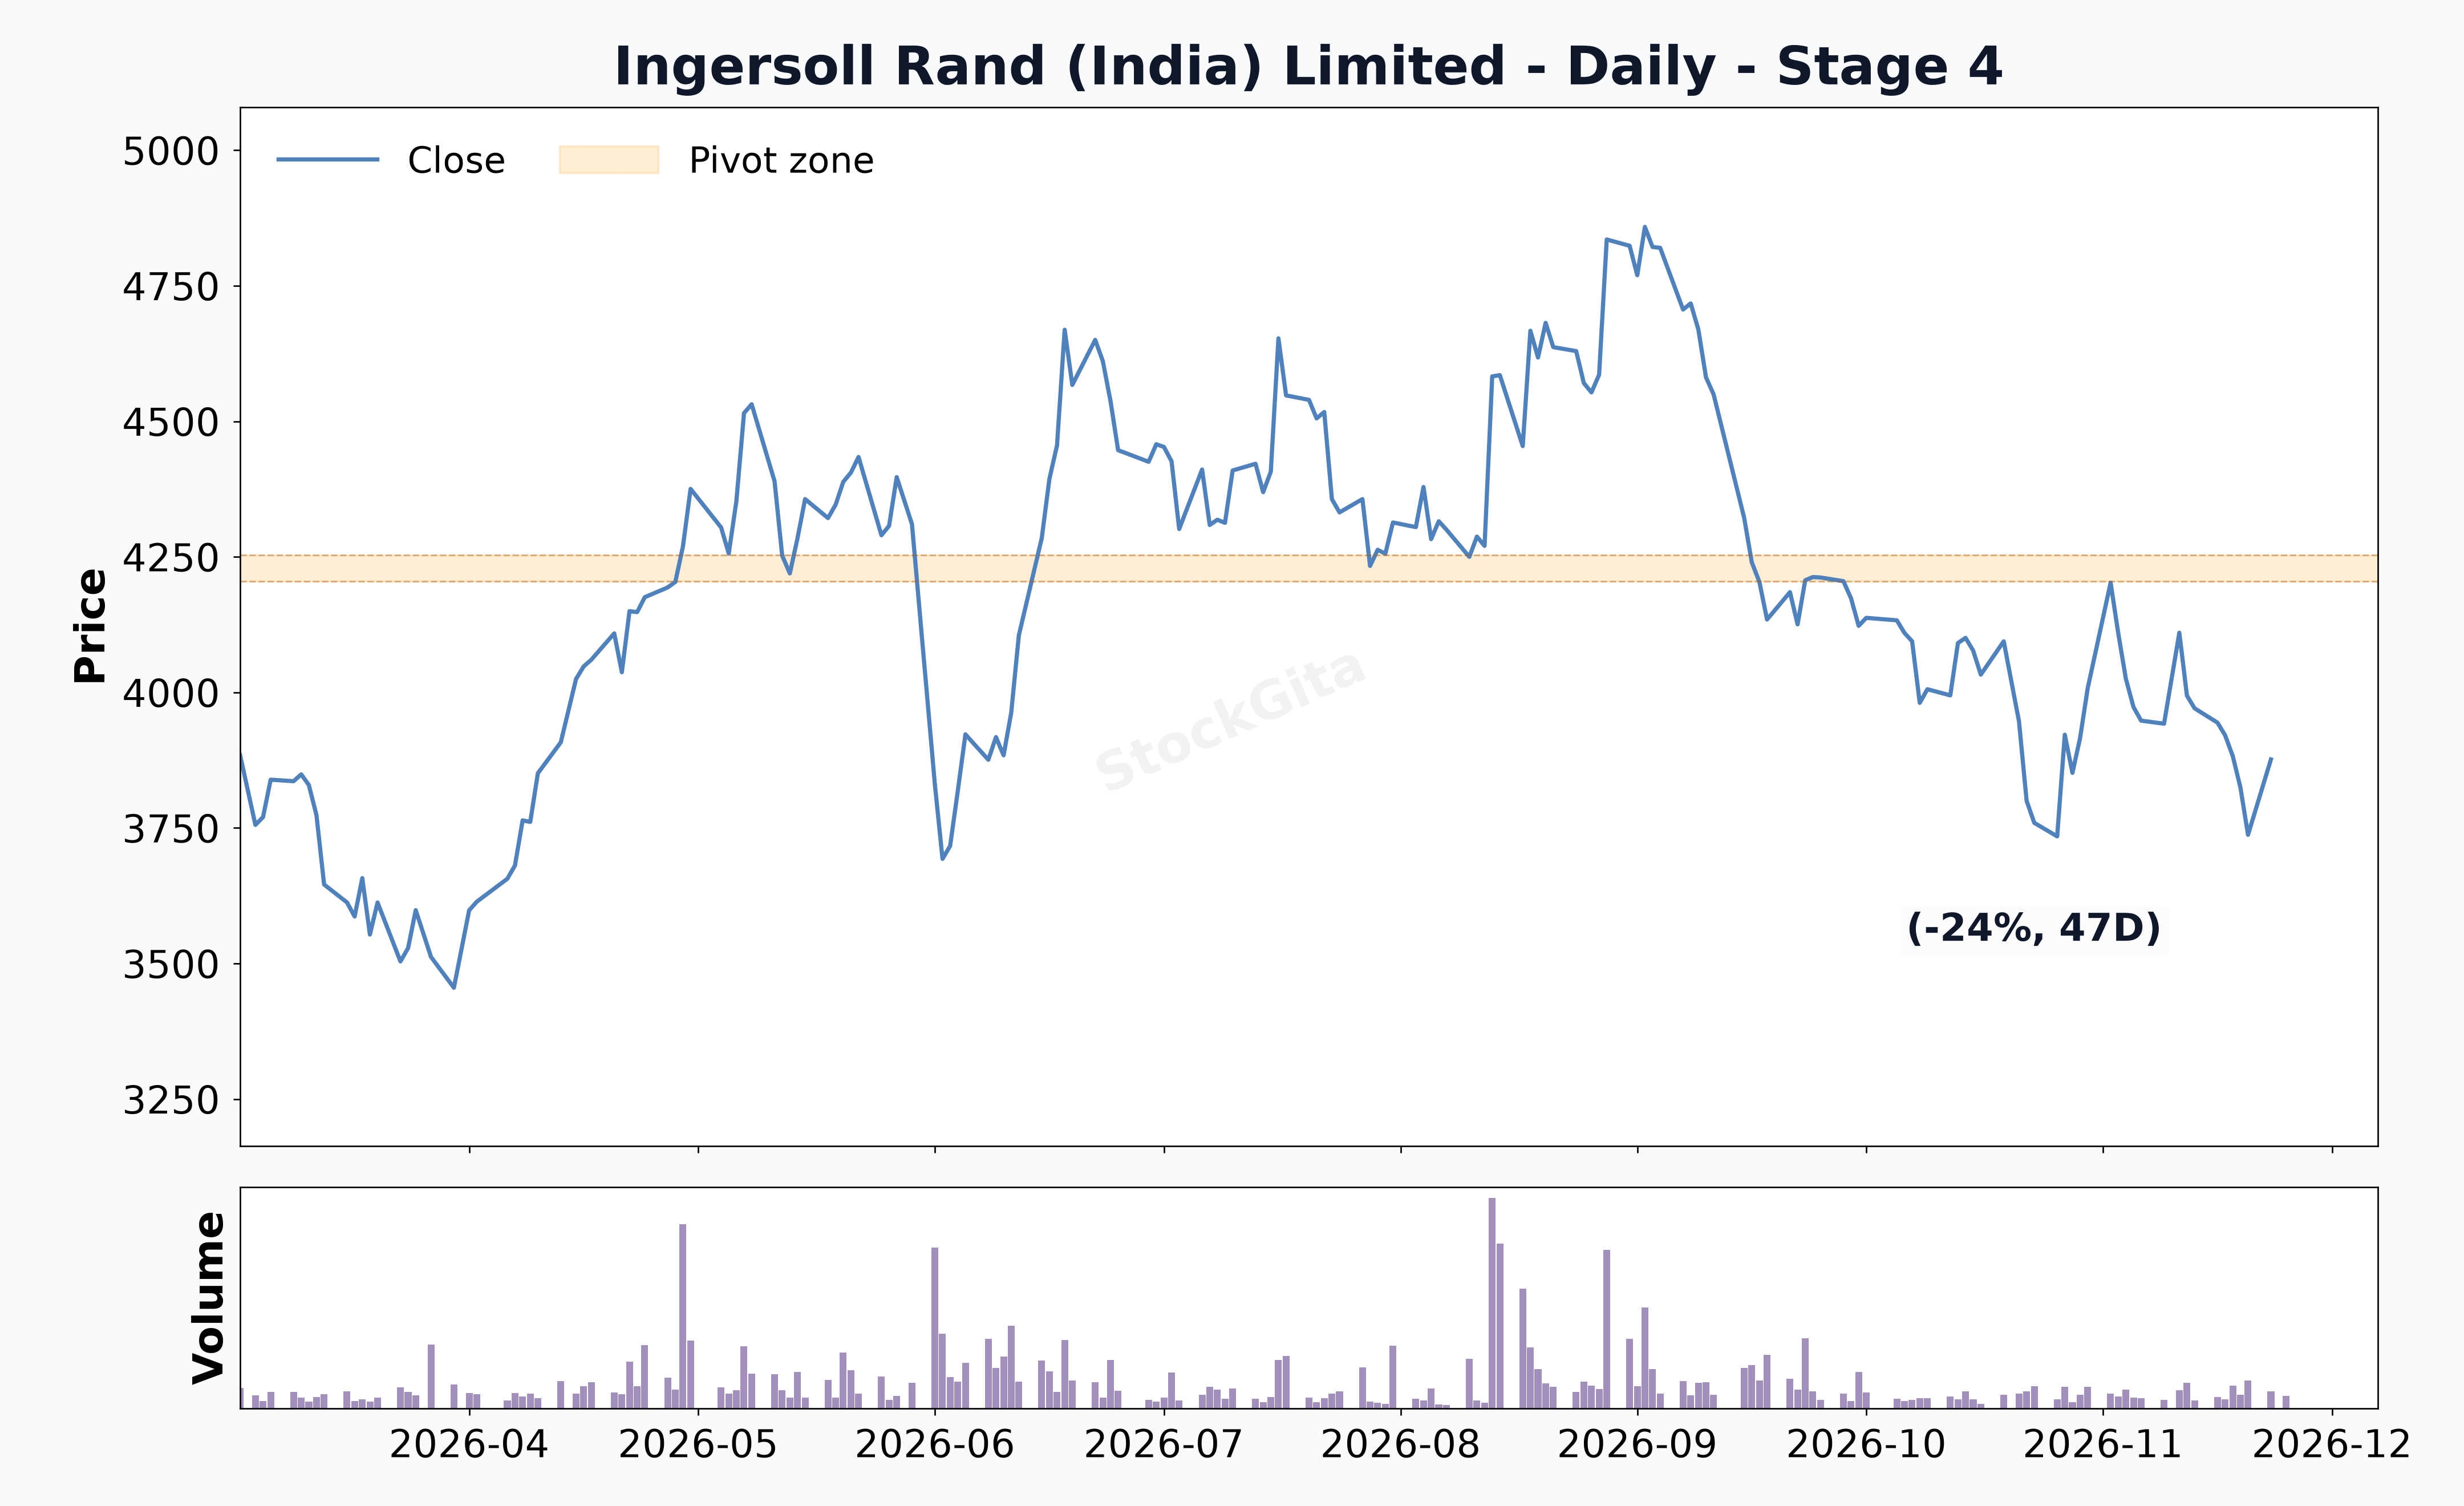 Ingersoll Rand (India) Limited - Daily - Stage 4
Close
Pivot zone
5000
4750
4500
4250
4000
3750
3500
3250
Price
StockGita
(-24%, 47D)
Volume
2026-04
2026-05
2026-06
2026-07
2026-08
2026-09
2026-10
2026-11
2026-12